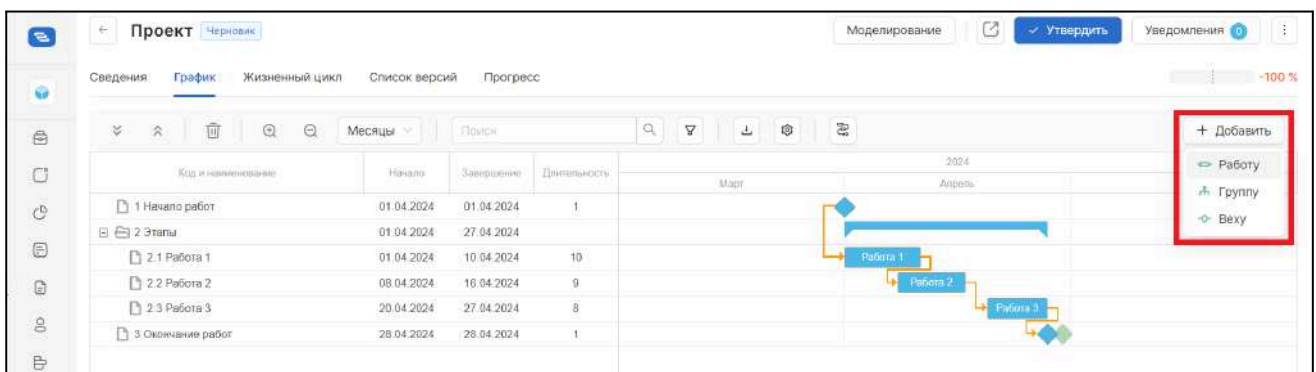 Проект Черновик Моделирование Утвердить Уведомления 0
Сведения График Жизненный цикл Список версий Прогресс -100 %
Месяцы Поиск + Добавить
Работу
Группу
Веху
Код и наименование Начало Завершение Длительность 2024
Март Апрель
1 Начало работ 01.04.2024 01.04.2024 1
2 Этапы 01.04.2024 27.04.2024
2.1 Работа 1 01.04.2024 10.04.2024 10 Работа 1
2.2 Работа 2 08.04.2024 16.04.2024 9 Работа 2
2.3 Работа 3 20.04.2024 27.04.2024 8 Работа 3
3 Окончание работ 28.04.2024 28.04.2024 1